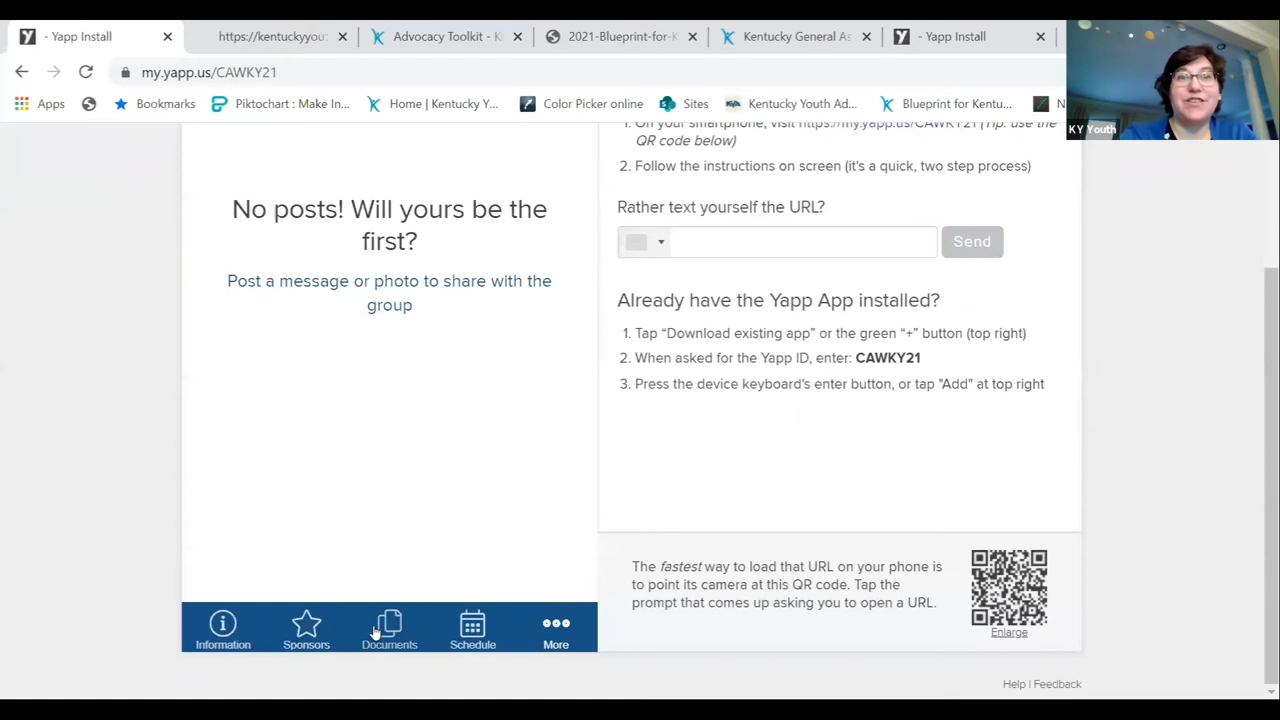 - Yapp Install
https://kentuckyyou
Advocacy Toolkit - K
2021-Blueprint-for-K
Kentucky General As
- Yapp Install
my.yapp.us/CAWKY21
Apps
Bookmarks
Piktochart : Make In...
Home | Kentucky Y...
Color Picker online
Sites
Kentucky Youth Ad...
Blueprint for Kentu...
KY Youth
No posts! Will yours be the
first?
Post a message or photo to share with the
group
Information
Sponsors
Documents
Schedule
More
1. On your smartphone, visit https://my.yapp.us/CAWKY21 (Tip: use the
QR code below)
2. Follow the instructions on screen (it's a quick, two step process)
Rather text yourself the URL?
Send
Already have the Yapp App installed?
1. Tap “Download existing app” or the green “+” button (top right)
2. When asked for the Yapp ID, enter: CAWKY21
3. Press the device keyboard's enter button, or tap "Add" at top right
The fastest way to load that URL on your phone is
to point its camera at this QR code. Tap the
prompt that comes up asking you to open a URL.
Enlarge
Help | Feedback